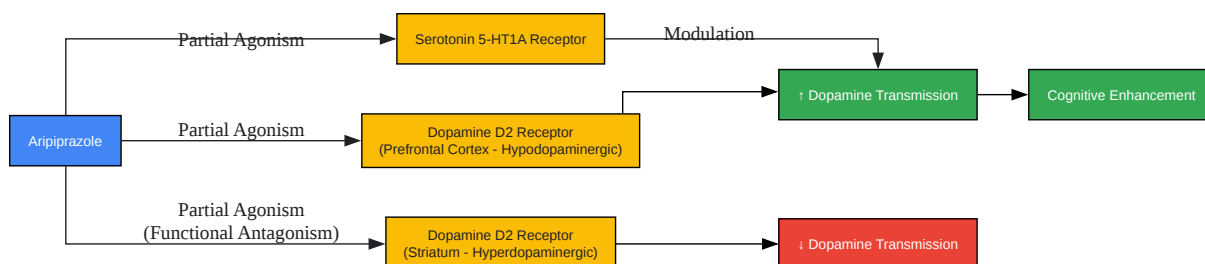 Partial Agonism
Serotonin 5-HT1A Receptor
Modulation
↑ Dopamine Transmission
Cognitive Enhancement
Aripiprazole
Partial Agonism
Dopamine D2 Receptor
(Prefrontal Cortex - Hypodopaminergic)
Partial Agonism
(Functional Antagonism)
Dopamine D2 Receptor
(Striatum - Hyperdopaminergic)
↓ Dopamine Transmission